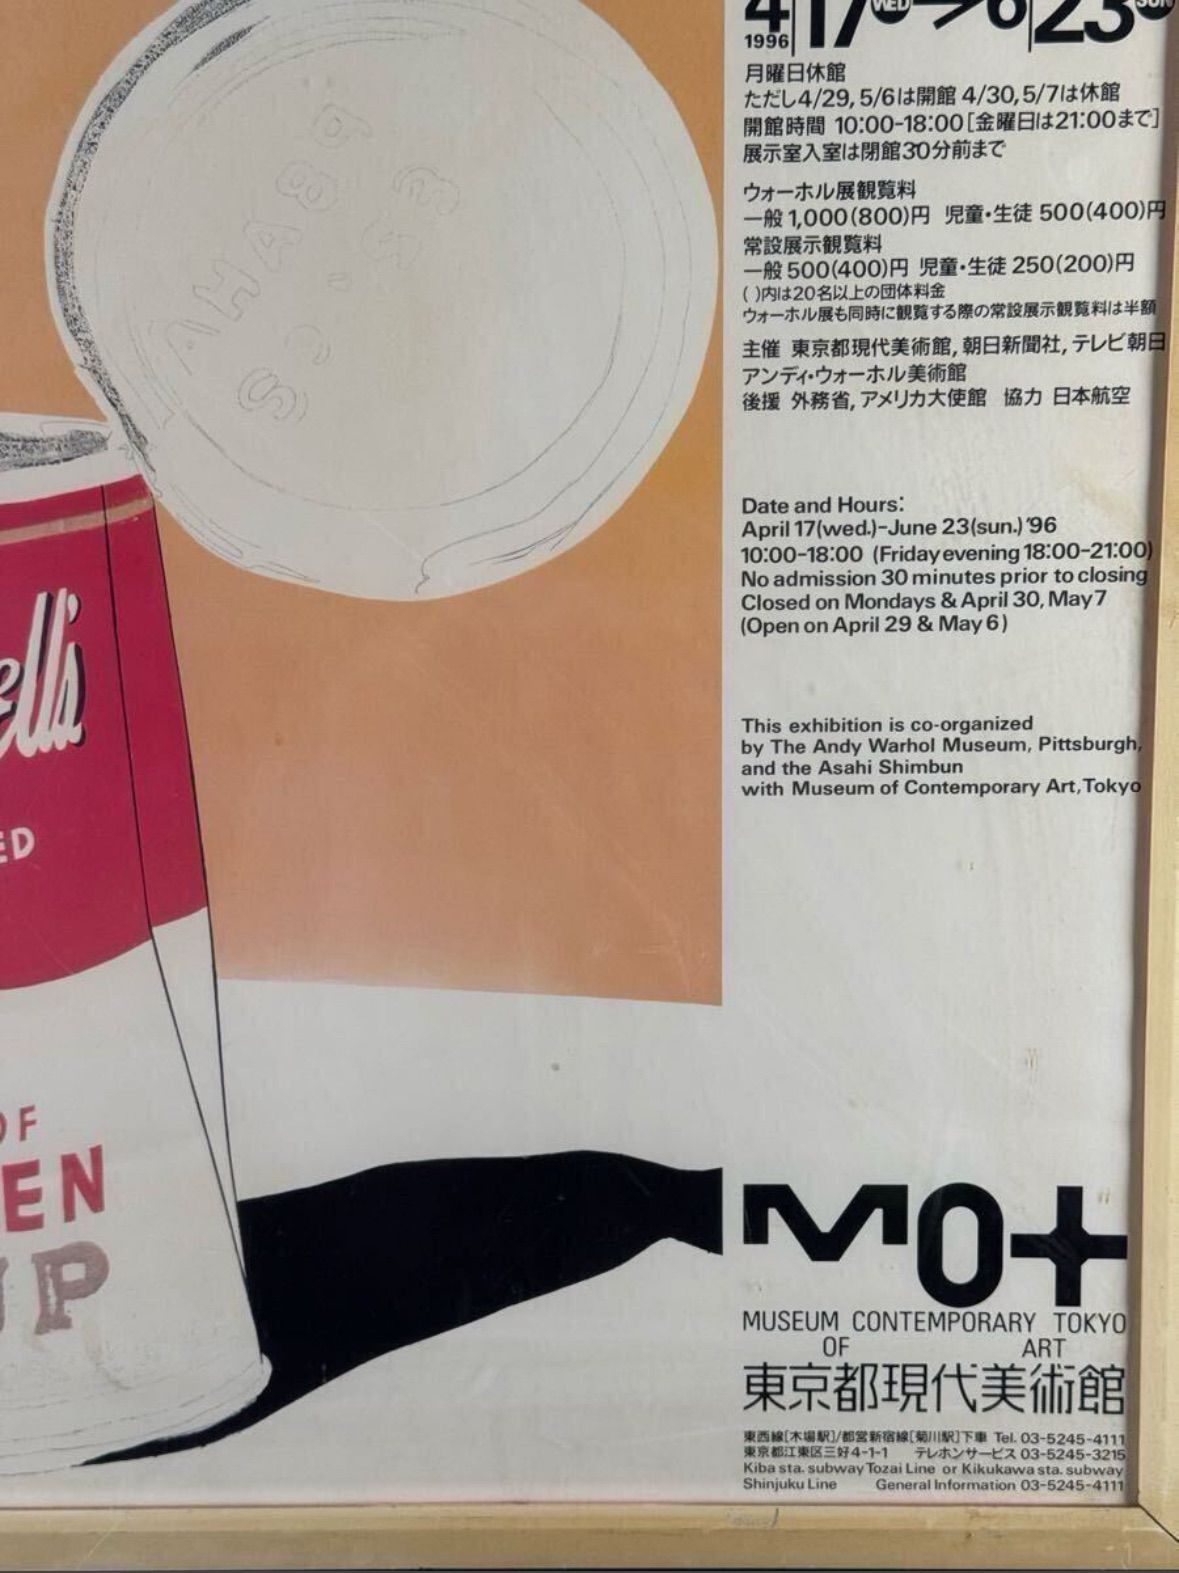 4|17 WED→6|23 SUN
1996
月曜日休館
ただし4/29, 5/6は開館 4/30, 5/7は休館
開館時間 10:00-18:00 [金曜日は21:00まで]
展示室入室は閉館30分前まで
ウォーホル展観覧料
一般 1,000(800)円 児童・生徒 500(400)円
常設展示観覧料
一般 500(400)円 児童・生徒 250(200)円
( )内は20名以上の団体料金
ウォーホル展も同時に観覧する際の常設展示観覧料は半額
主催 東京都現代美術館, 朝日新聞社, テレビ朝日
アンディ・ウォーホル美術館
後援 外務省, アメリカ大使館 協力 日本航空
Date and Hours:
April 17(wed.)-June 23(sun.) '96
10:00-18:00 (Friday evening 18:00-21:00)
No admission 30 minutes prior to closing
Closed on Mondays & April 30, May 7
(Open on April 29 & May 6)
This exhibition is co-organized
by The Andy Warhol Museum, Pittsburgh,
and the Asahi Shimbun
with Museum of Contemporary Art, Tokyo
ell's
ED
OF
EN
UP
MOT
MUSEUM CONTEMPORARY TOKYO
OF ART
東京都現代美術館
東西線[木場駅]/都営新宿線[菊川駅]下車 Tel. 03-5245-4111
東京都江東区三好4-1-1 テレホンサービス 03-5245-3215
Kiba sta. subway Tozai Line or Kikukawa sta. subway
Shinjuku Line General Information 03-5245-4111